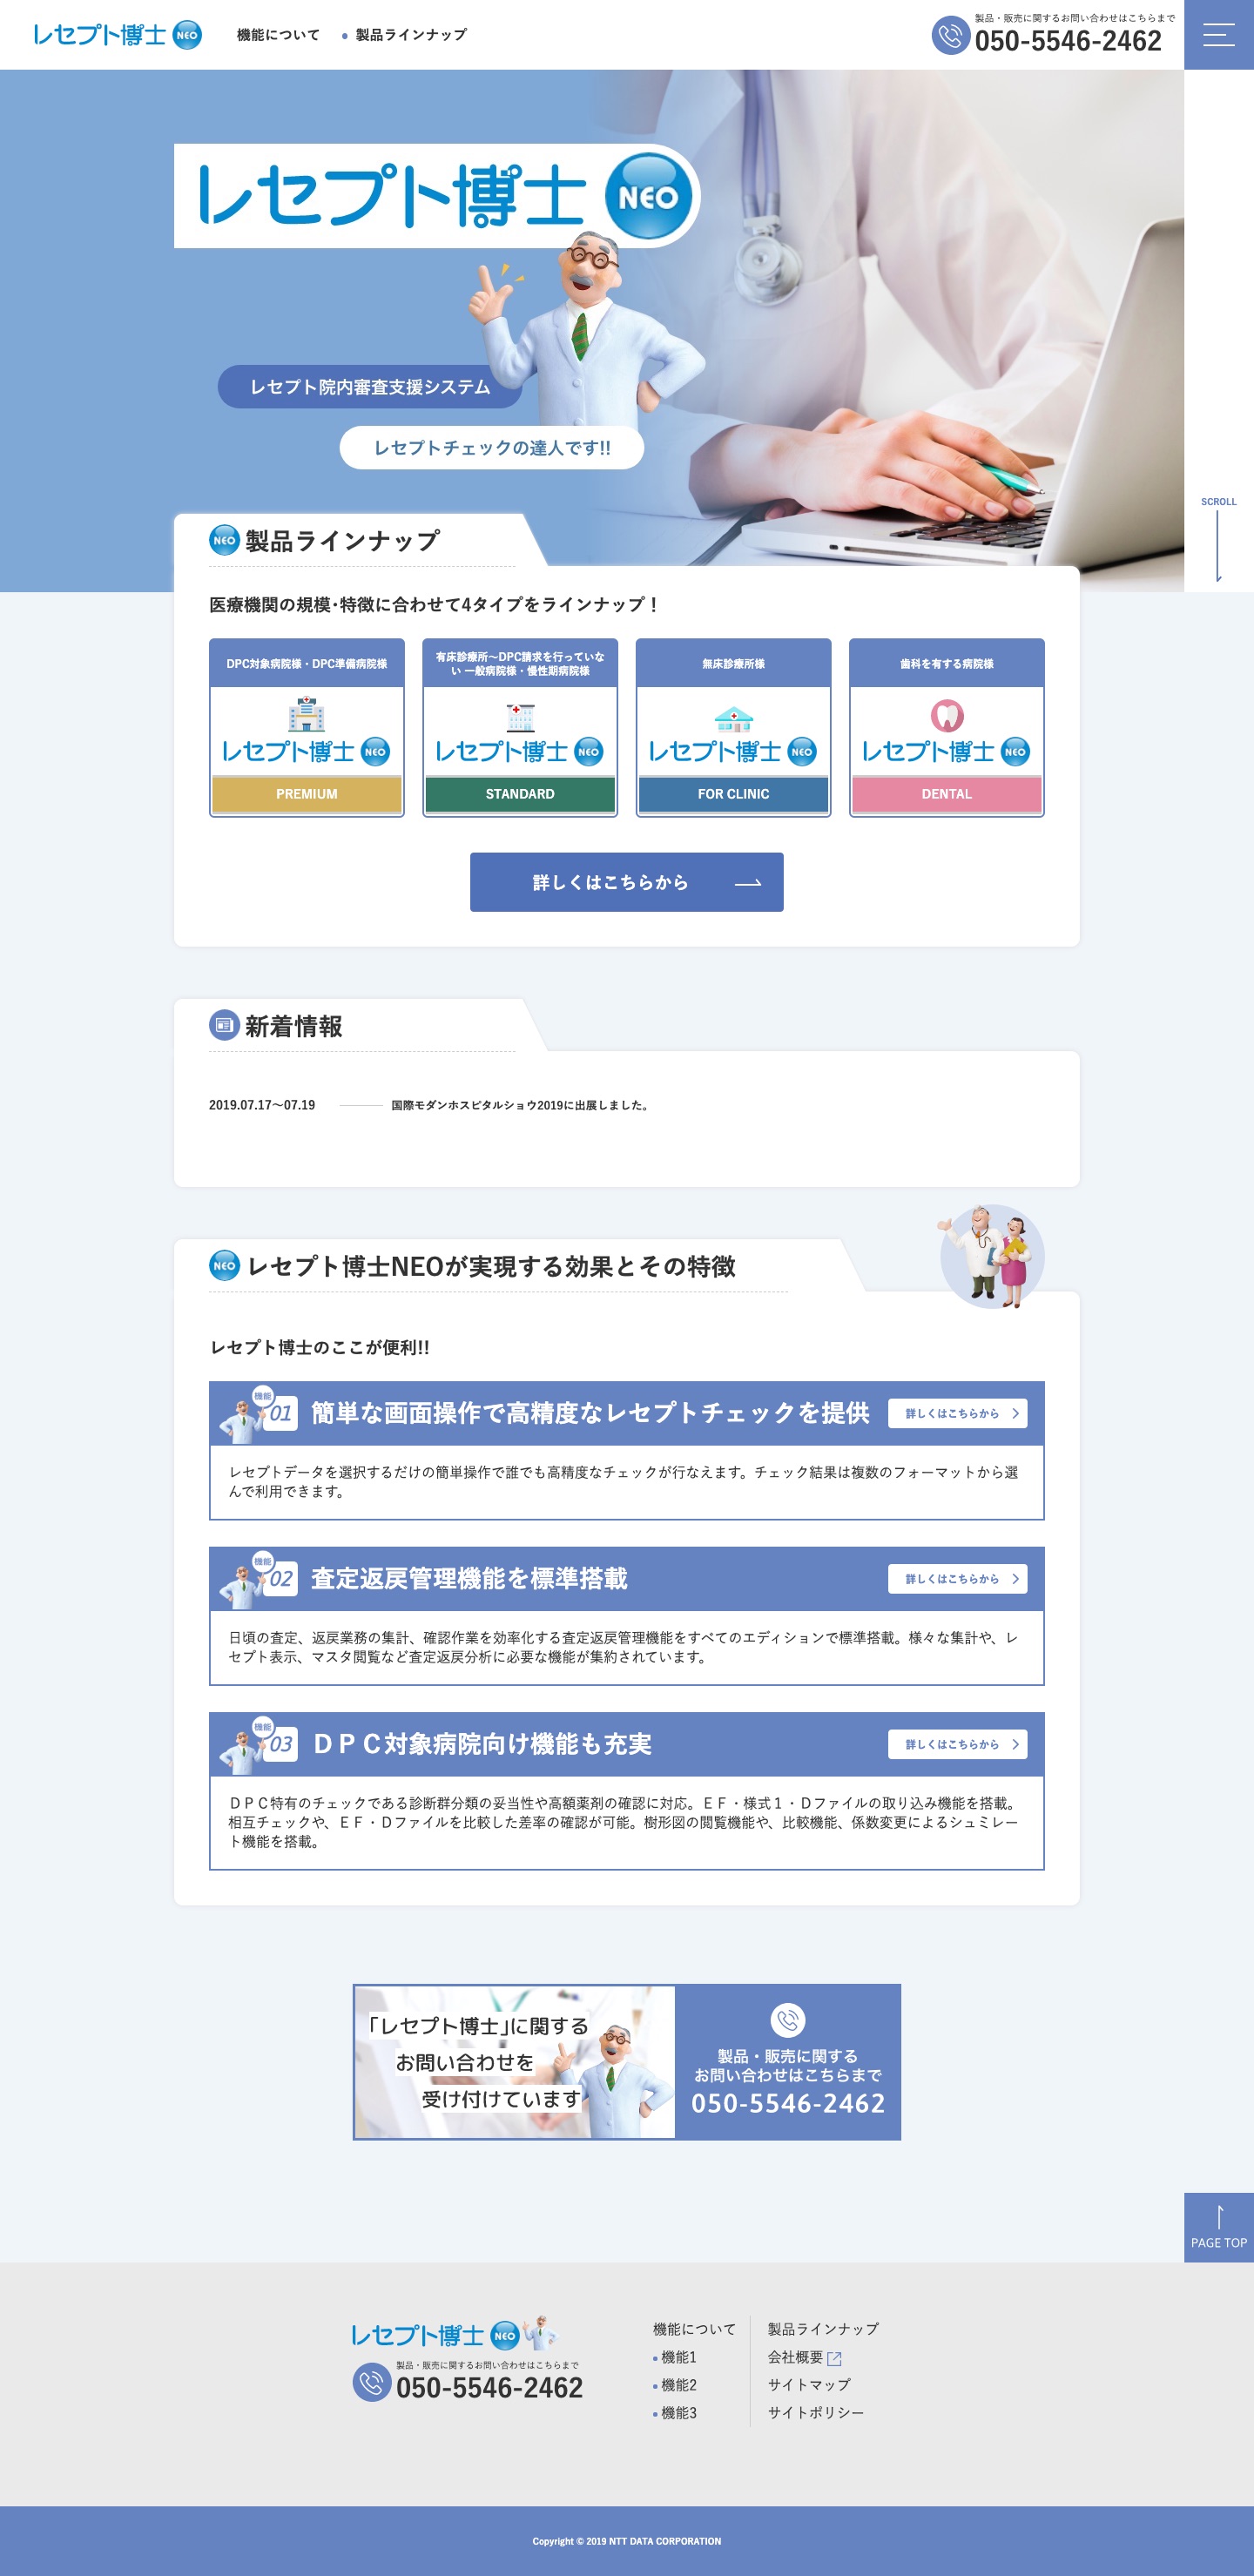 レセプト博士 NEO
機能について
製品ラインナップ
製品・販売に関するお問い合わせはこちらまで
050-5546-2462
レセプト博士 NEO
レセプト院内審査支援システム
レセプトチェックの達人です!!
SCROLL
NEO 製品ラインナップ
医療機関の規模・特徴に合わせて4タイプをラインナップ！
DPC対象病院様・DPC準備病院様
レセプト博士 NEO
PREMIUM
有床診療所～DPC請求を行っていな
い 一般病院様・慢性期病院様
レセプト博士 NEO
STANDARD
無床診療所様
レセプト博士 NEO
FOR CLINIC
歯科を有する病院様
レセプト博士 NEO
DENTAL
詳しくはこちらから
新着情報
2019.07.17～07.19
国際モダンホスピタルショウ2019に出展しました。
NEO レセプト博士NEOが実現する効果とその特徴
レセプト博士のここが便利!!
機能
01 簡単な画面操作で高精度なレセプトチェックを提供
詳しくはこちらから
レセプトデータを選択するだけの簡単操作で誰でも高精度なチェックが行なえます。チェック結果は複数のフォーマットから選
んで利用できます。
機能
02 査定返戻管理機能を標準搭載
詳しくはこちらから
日頃の査定、返戻業務の集計、確認作業を効率化する査定返戻管理機能をすべてのエディションで標準搭載。様々な集計や、レ
セプト表示、マスタ閲覧など査定返戻分析に必要な機能が集約されています。
機能
03 ＤＰＣ対象病院向け機能も充実
詳しくはこちらから
ＤＰＣ特有のチェックである診断群分類の妥当性や高額薬剤の確認に対応。ＥＦ・様式１・Ｄファイルの取り込み機能を搭載。
相互チェックや、ＥＦ・Ｄファイルを比較した差率の確認が可能。樹形図の閲覧機能や、比較機能、係数変更によるシュミレー
ト機能を搭載。
「レセプト博士」に関する
お問い合わせを
受け付けています
製品・販売に関する
お問い合わせはこちらまで
050-5546-2462
PAGE TOP
レセプト博士 NEO
製品・販売に関するお問い合わせはこちらまで
050-5546-2462
機能について
機能1
機能2
機能3
製品ラインナップ
会社概要
サイトマップ
サイトポリシー
Copyright © 2019 NTT DATA CORPORATION